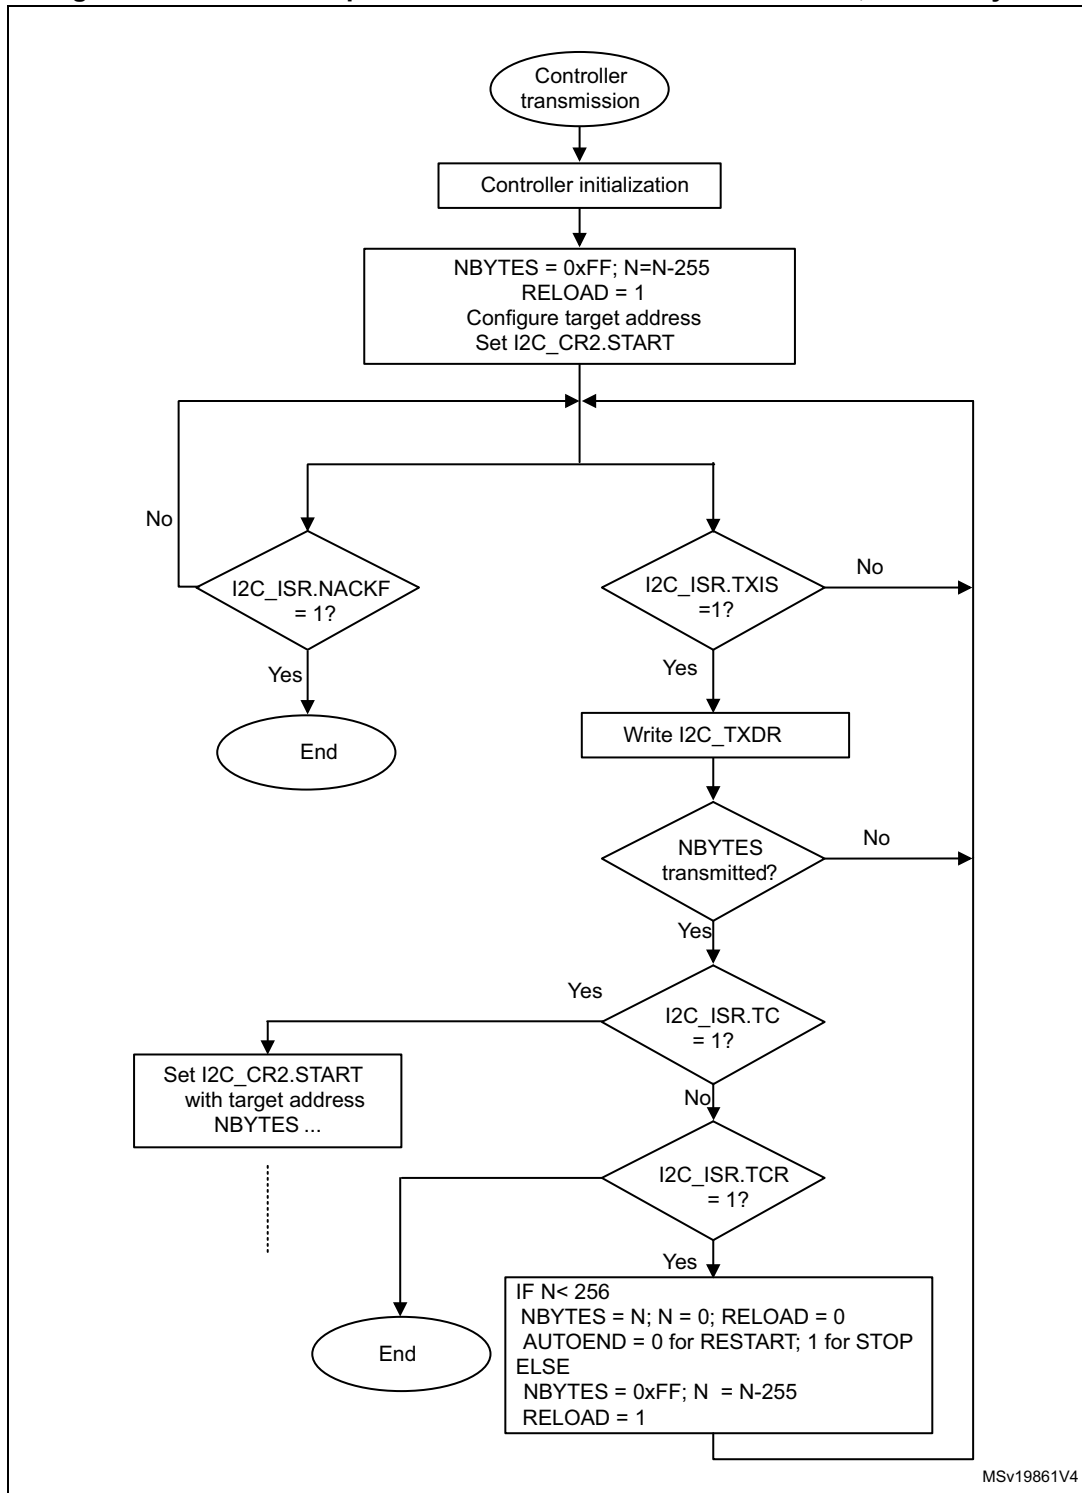 Controller
transmission
Controller initialization
NBYTES = 0xFF; N=N-255
RELOAD = 1
Configure target address
Set I2C_CR2.START
No
I2C_ISR.NACKF
= 1?
Yes
End
I2C_ISR.TXIS
=1?
No
Yes
Write I2C_TXDR
NBYTES
transmitted?
No
Yes
I2C_ISR.TC
= 1?
Yes
Set I2C_CR2.START
with target address
NBYTES ...
No
I2C_ISR.TCR
= 1?
Yes
End
IF N< 256
NBYTES = N; N = 0; RELOAD = 0
AUTOEND = 0 for RESTART; 1 for STOP
ELSE
NBYTES = 0xFF; N = N-255
RELOAD = 1
MSv19861V4